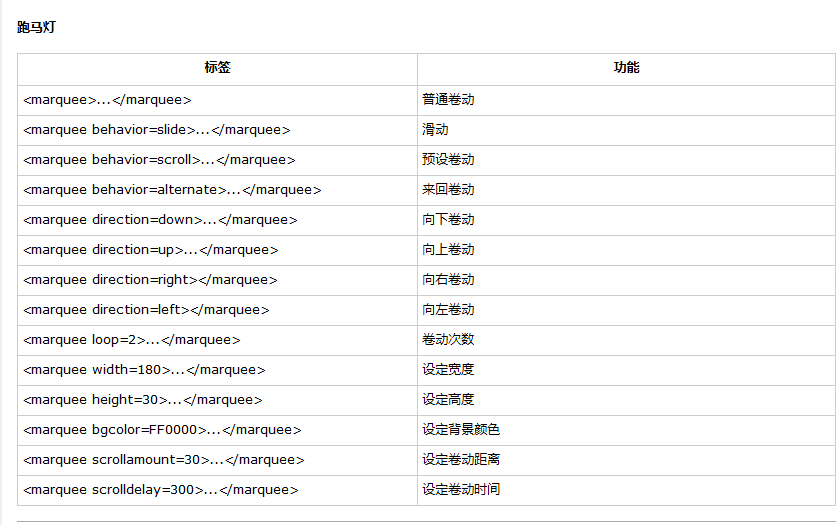 跑马灯
标签 功能
<marquee>...</marquee> 普通卷动
<marquee behavior=slide>...</marquee> 滑动
<marquee behavior=scroll>...</marquee> 预设卷动
<marquee behavior=alternate>...</marquee> 来回卷动
<marquee direction=down>...</marquee> 向下卷动
<marquee direction=up>...</marquee> 向上卷动
<marquee direction=right></marquee> 向右卷动
<marquee direction=left></marquee> 向左卷动
<marquee loop=2>...</marquee> 卷动次数
<marquee width=180>...</marquee> 设定宽度
<marquee height=30>...</marquee> 设定高度
<marquee bgcolor=FF0000>...</marquee> 设定背景颜色
<marquee scrollamount=30>...</marquee> 设定卷动距离
<marquee scrolldelay=300>...</marquee> 设定卷动时间